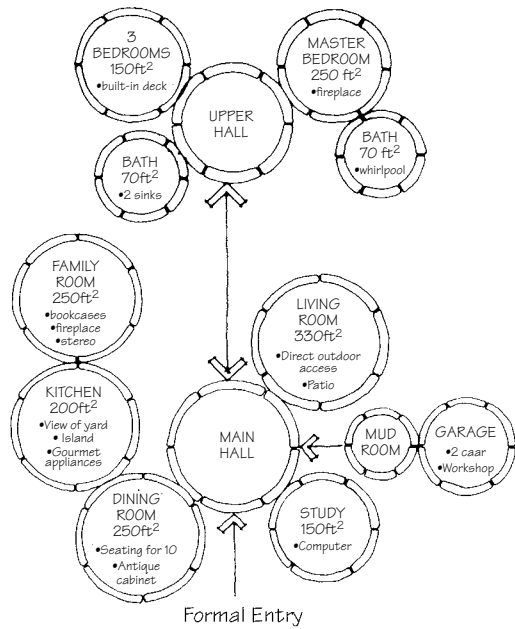 3
BEDROOMS
150ft²
•built-in deck
MASTER
BEDROOM
250 ft²
•fireplace
UPPER
HALL
BATH
70ft²
•2 sinks
BATH
70 ft²
•whirlpool
FAMILY
ROOM
250ft²
•bookcases
•fireplace
•stereo
LIVING
ROOM
330ft²
•Direct outdoor
access
•Patio
KITCHEN
200ft²
•View of yard
• Island
•Gourmet
appliances
MAIN
HALL
MUD
ROOM
GARAGE
•2 caar
•Workshop
DINING
ROOM
250ft²
•Seating for 10
•Antique
cabinet
STUDY
150ft²
•Computer
Formal Entry